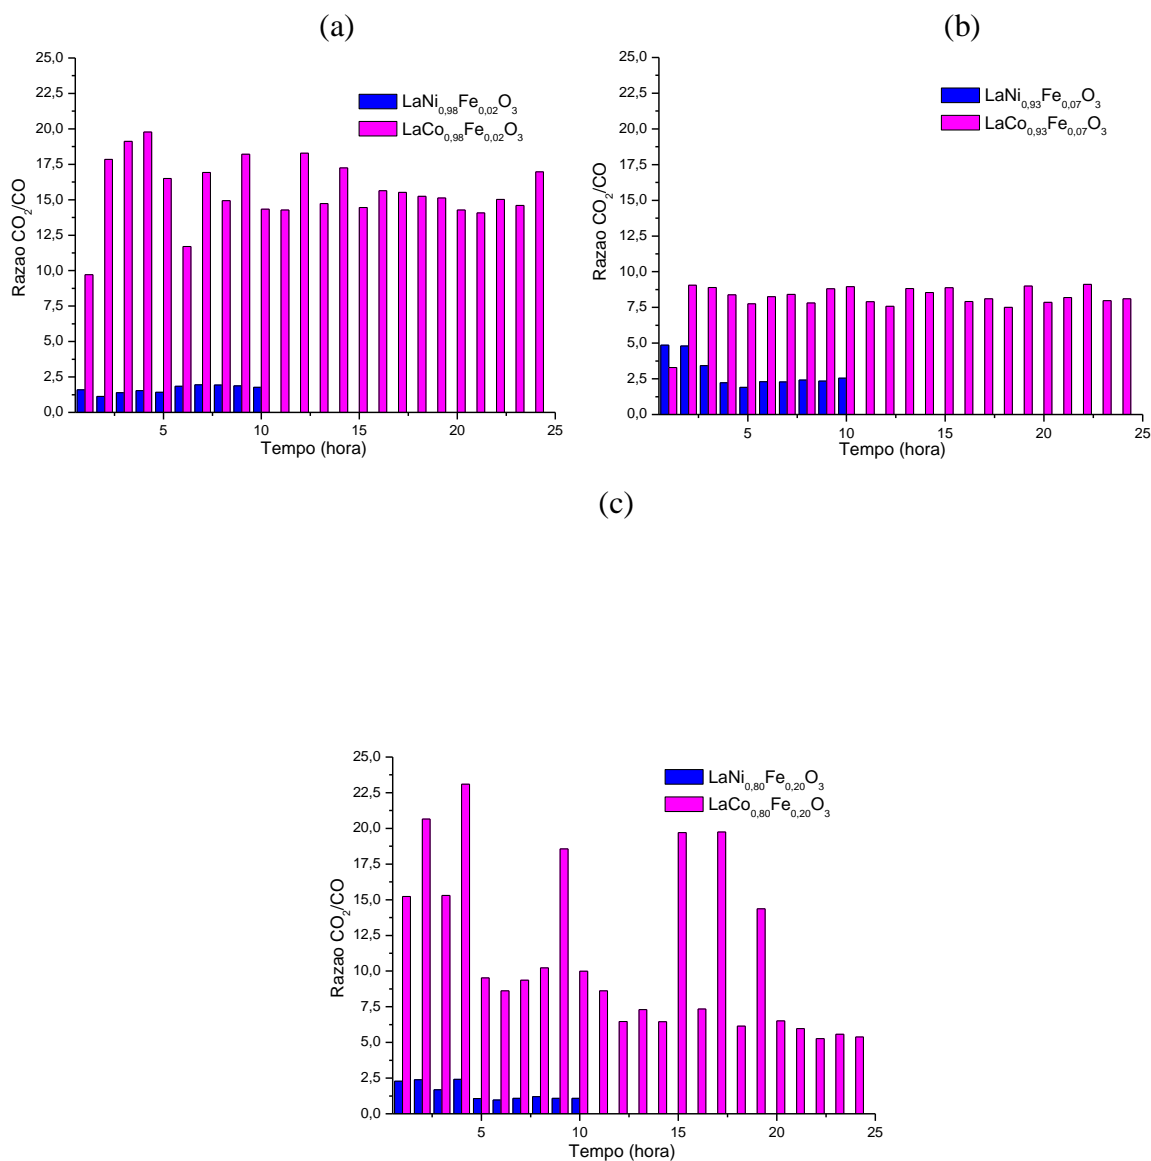 (a)
25,0
22,5
20,0
17,5
15,0
12,5
10,0
7,5
5,0
2,5
0,0
Razao CO₂/CO
LaNi₀,₉₈Fe₀,₀₂O₃
LaCo₀,₉₈Fe₀,₀₂O₃
5 10 15 20 25
Tempo (hora)
(b)
25,0
22,5
20,0
17,5
15,0
12,5
10,0
7,5
5,0
2,5
0,0
Razao CO₂/CO
LaNi₀,₉₃Fe₀,₀₇O₃
LaCo₀,₉₃Fe₀,₀₇O₃
5 10 15 20 25
Tempo (hora)
(c)
25,0
22,5
20,0
17,5
15,0
12,5
10,0
7,5
5,0
2,5
0,0
Razao CO₂/CO
LaNi₀,₈₀Fe₀,₂₀O₃
LaCo₀,₈₀Fe₀,₂₀O₃
5 10 15 20 25
Tempo (hora)